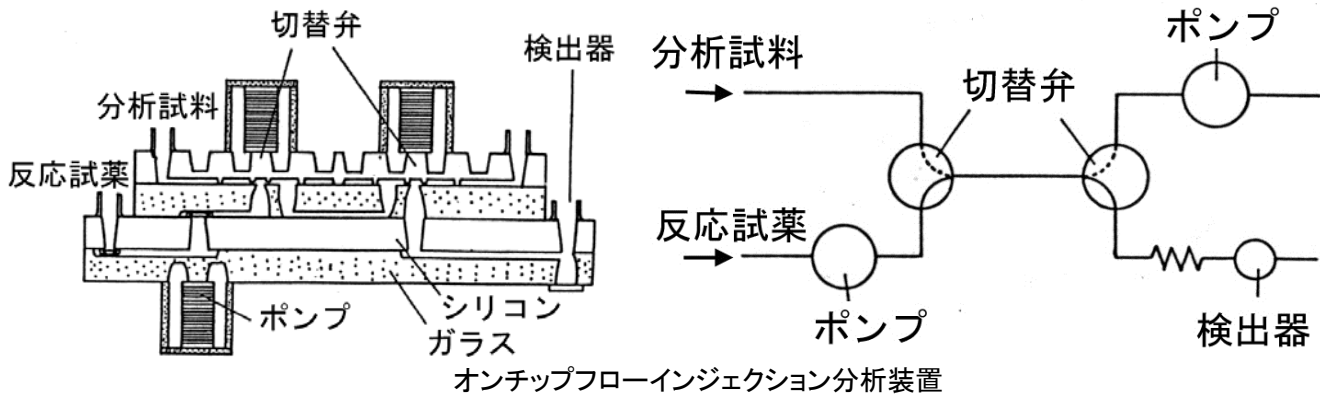 切替弁
検出器
分析試料
反応試薬
ポンプ
シリコン
ガラス
分析試料
ポンプ
切替弁
反応試薬
ポンプ
検出器
オンチップフローインジェクション分析装置